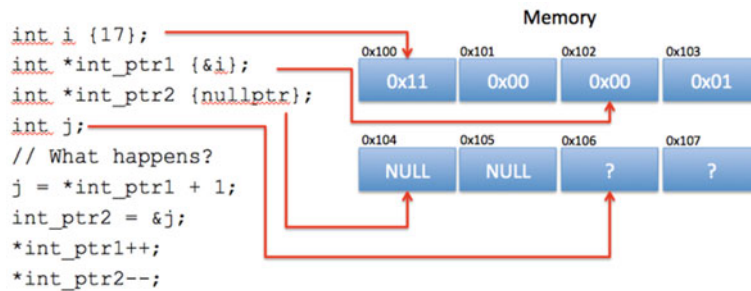 int i {17};
int *int_ptr1 {&i};
int *int_ptr2 {nullptr};
int j;
// What happens?
j = *int_ptr1 + 1;
int_ptr2 = &j;
*int_ptr1++;
*int_ptr2--;
Memory
0x100 0x101 0x102 0x103
0x11 0x00 0x00 0x01
0x104 0x105 0x106 0x107
NULL NULL ? ?